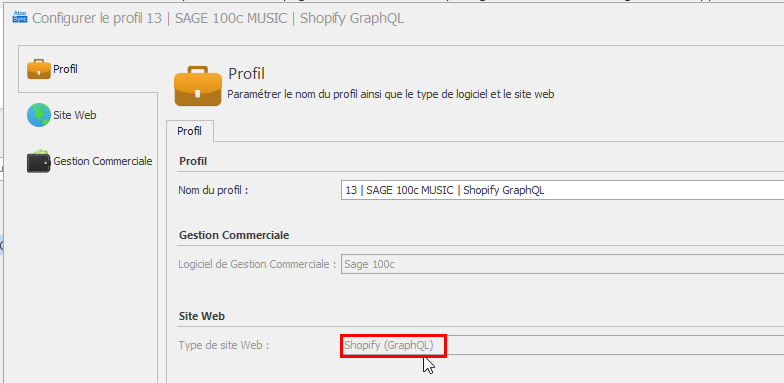 Atoo Sync
Configurer le profil 13 | SAGE 100c MUSIC | Shopify GraphQL
Profil
Site Web
Gestion Commerciale
Profil
Paramétrer le nom du profil ainsi que le type de logiciel et le site web
Profil
Profil
Nom du profil :
13 | SAGE 100c MUSIC | Shopify GraphQL
Gestion Commerciale
Logiciel de Gestion Commerciale :
Sage 100c
Site Web
Type de site Web :
Shopify (GraphQL)